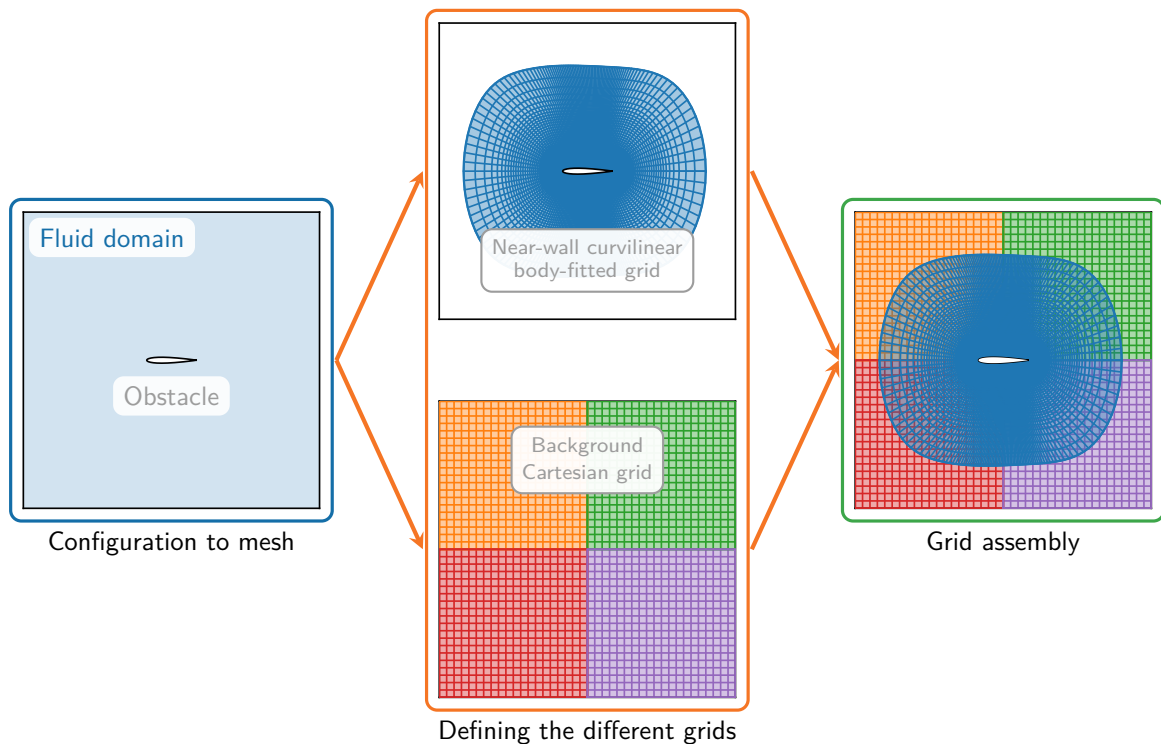 Fluid domain
Obstacle
Configuration to mesh
Near-wall curvilinear
body-fitted grid
Background
Cartesian grid
Defining the different grids
Grid assembly